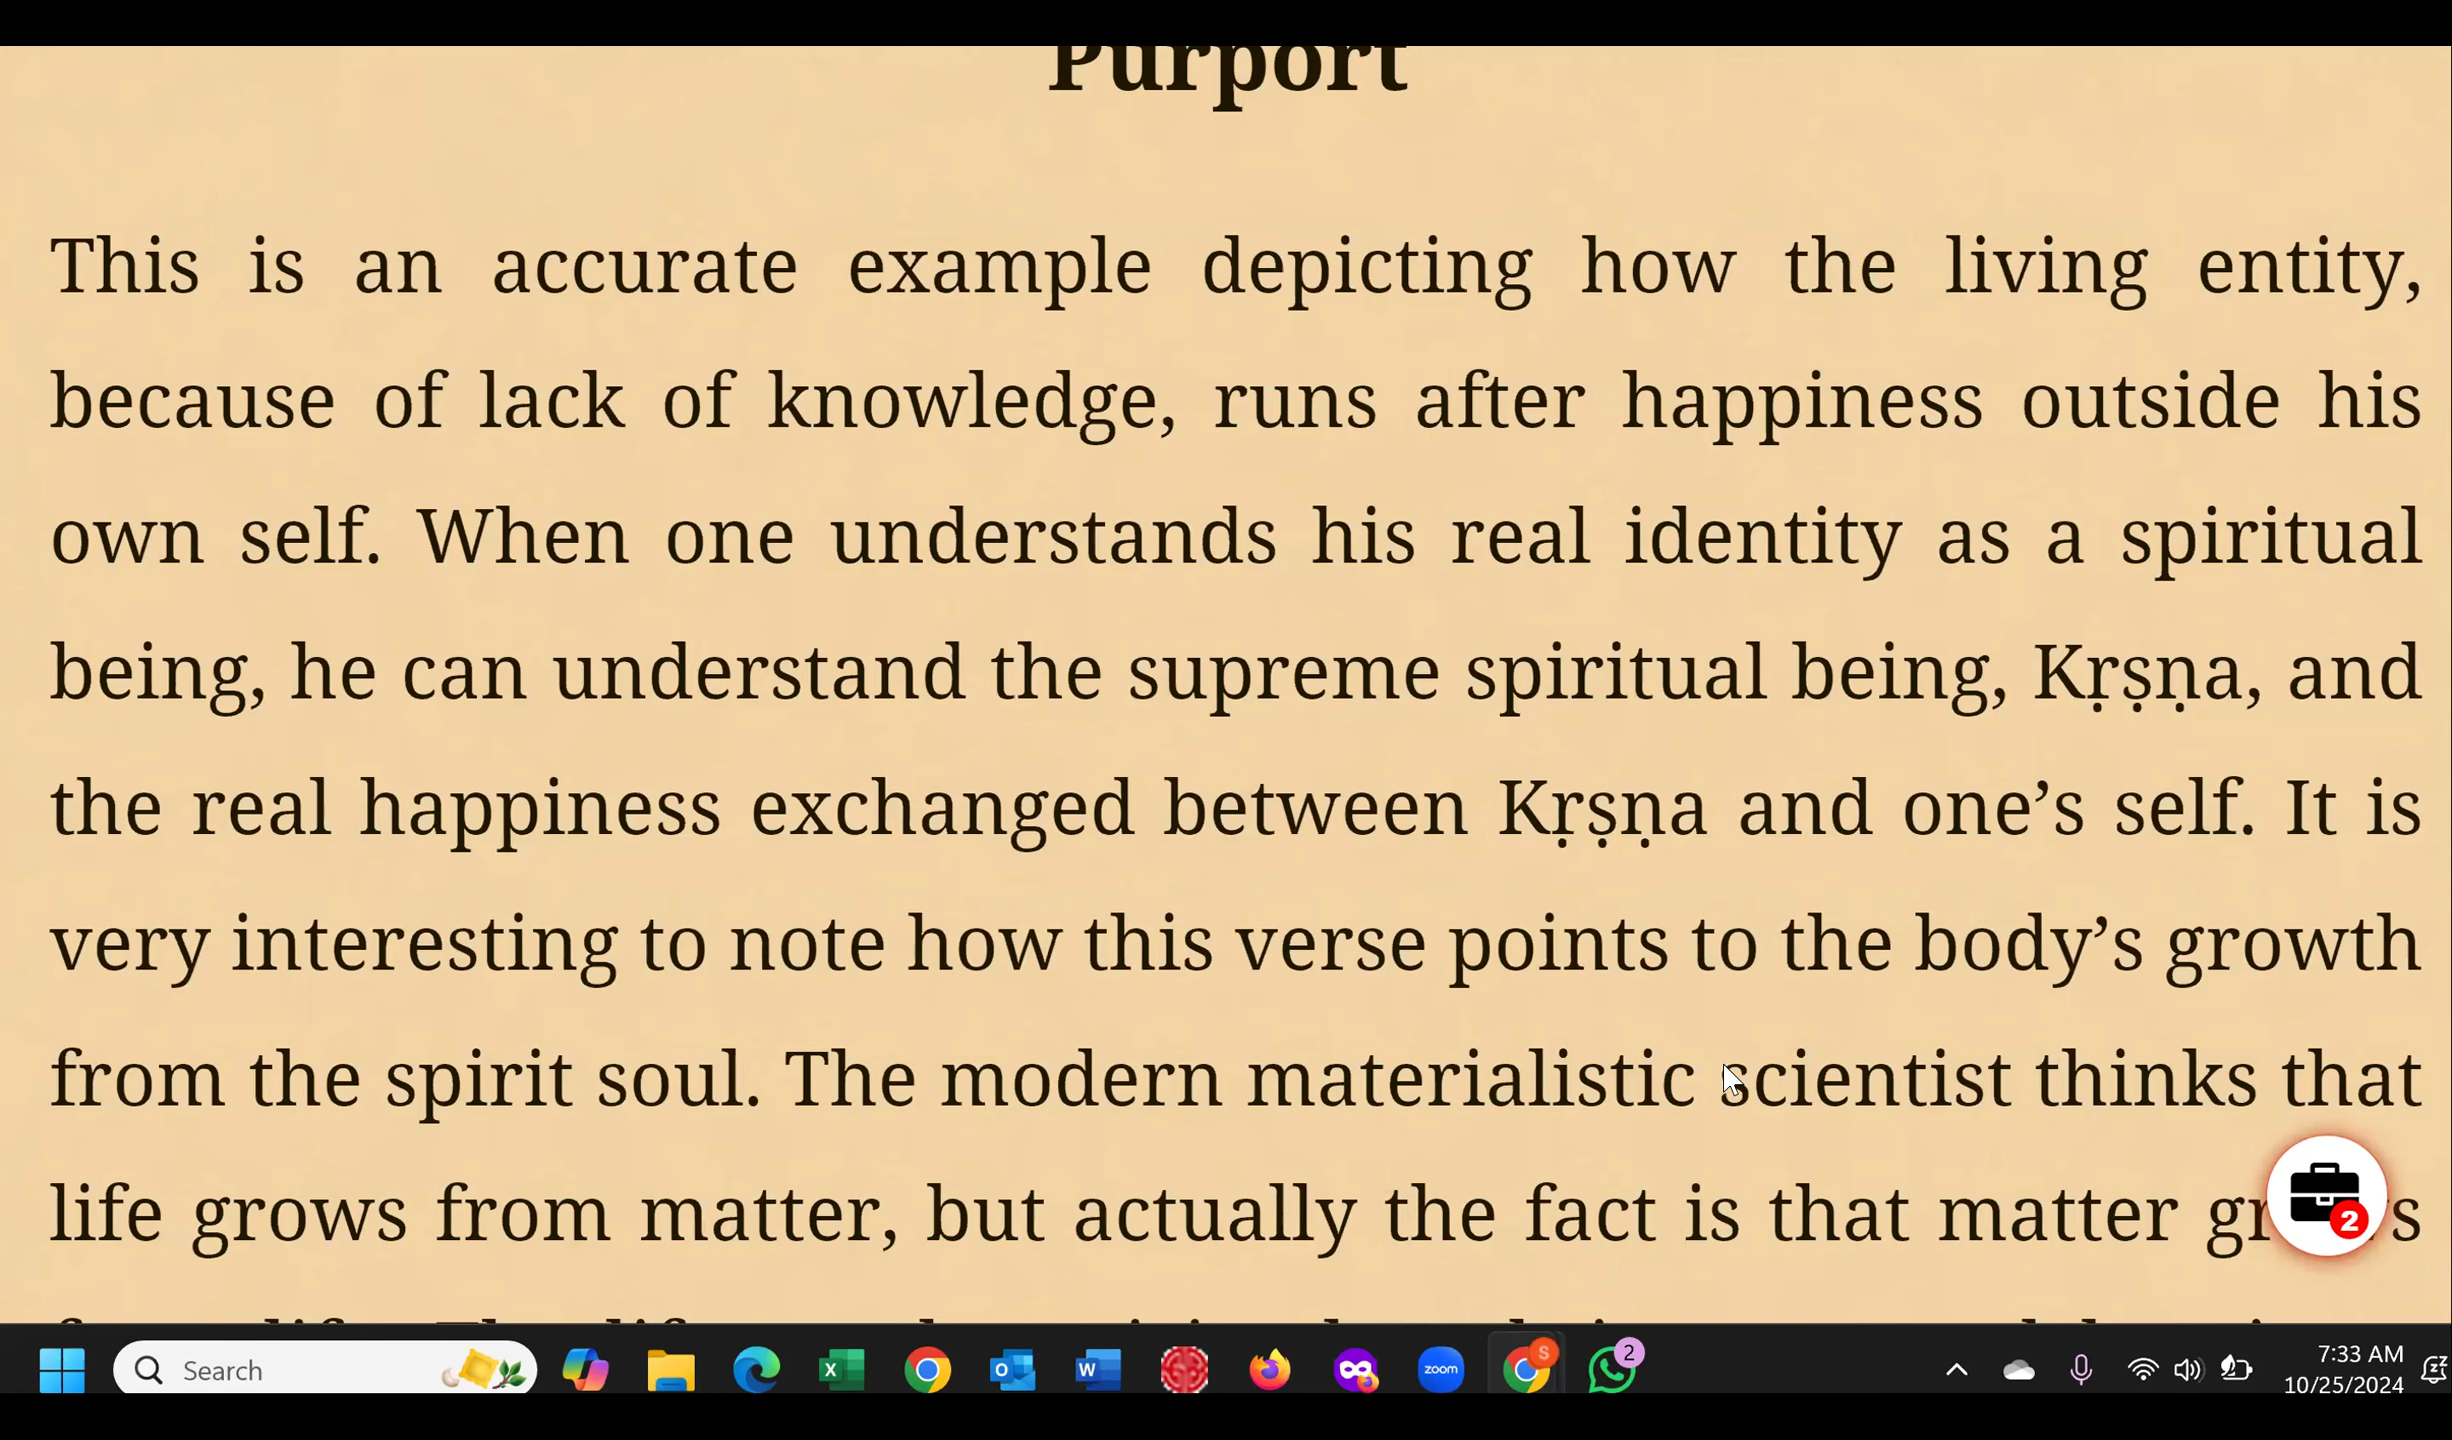 Purport
This is an accurate example depicting how the living entity,
because of lack of knowledge, runs after happiness outside his
own self. When one understands his real identity as a spiritual
being, he can understand the supreme spiritual being, Kṛṣṇa, and
the real happiness exchanged between Kṛṣṇa and one’s self. It is
very interesting to note how this verse points to the body’s growth
from the spirit soul. The modern materialistic scientist thinks that
life grows from matter, but actually the fact is that matter
2
Search
zoom
S
2
7:33 AM
10/25/2024